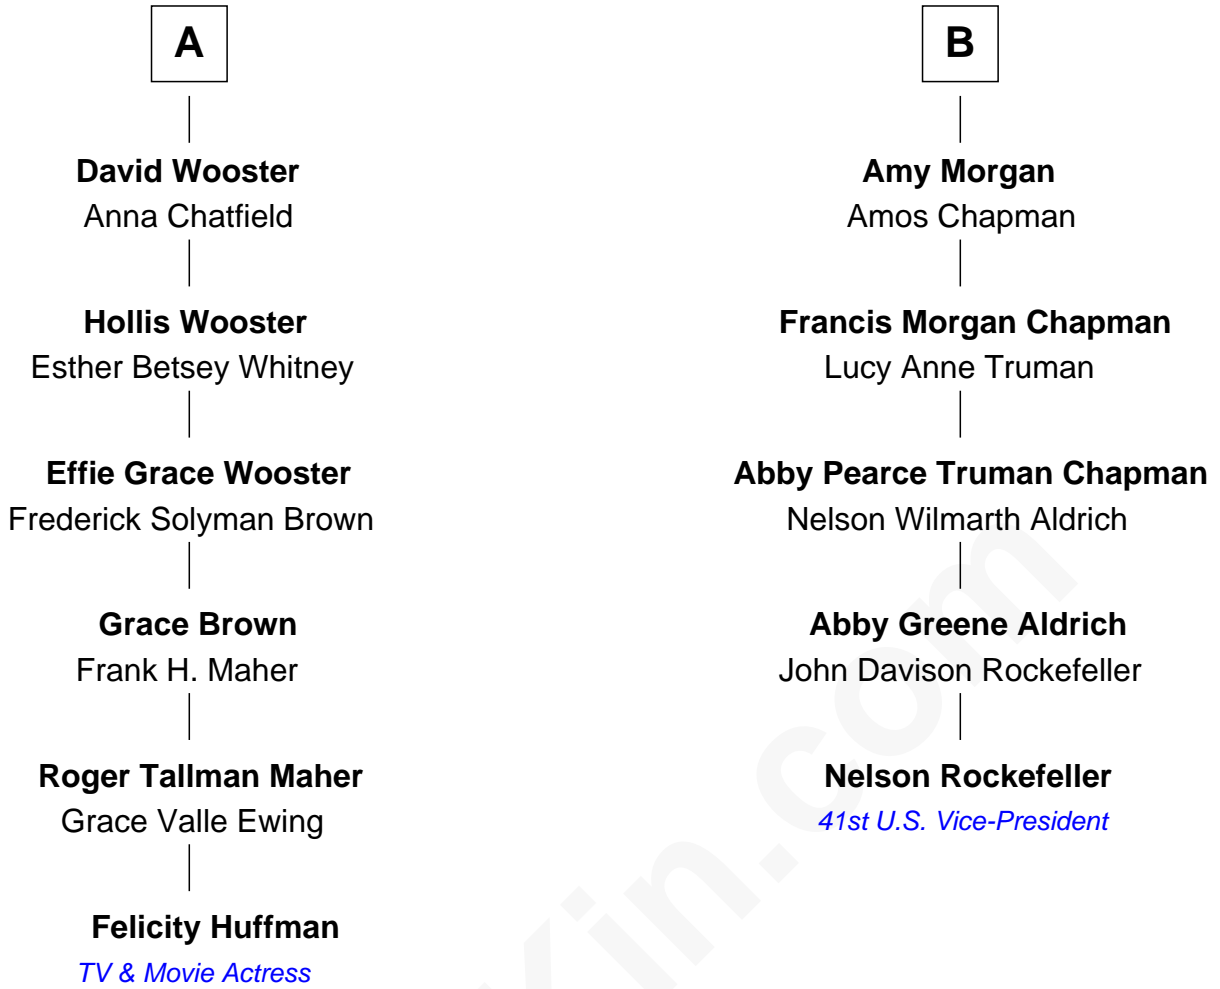 A
David Wooster
Anna Chatfield
Hollis Wooster
Esther Betsey Whitney
Effie Grace Wooster
Frederick Solyman Brown
Grace Brown
Frank H. Maher
Roger Tallman Maher
Grace Valle Ewing
Felicity Huffman
TV & Movie Actress
B
Amy Morgan
Amos Chapman
Francis Morgan Chapman
Lucy Anne Truman
Abby Pearce Truman Chapman
Nelson Wilmarth Aldrich
Abby Greene Aldrich
John Davison Rockefeller
Nelson Rockefeller
41st U.S. Vice-President
Kin.com